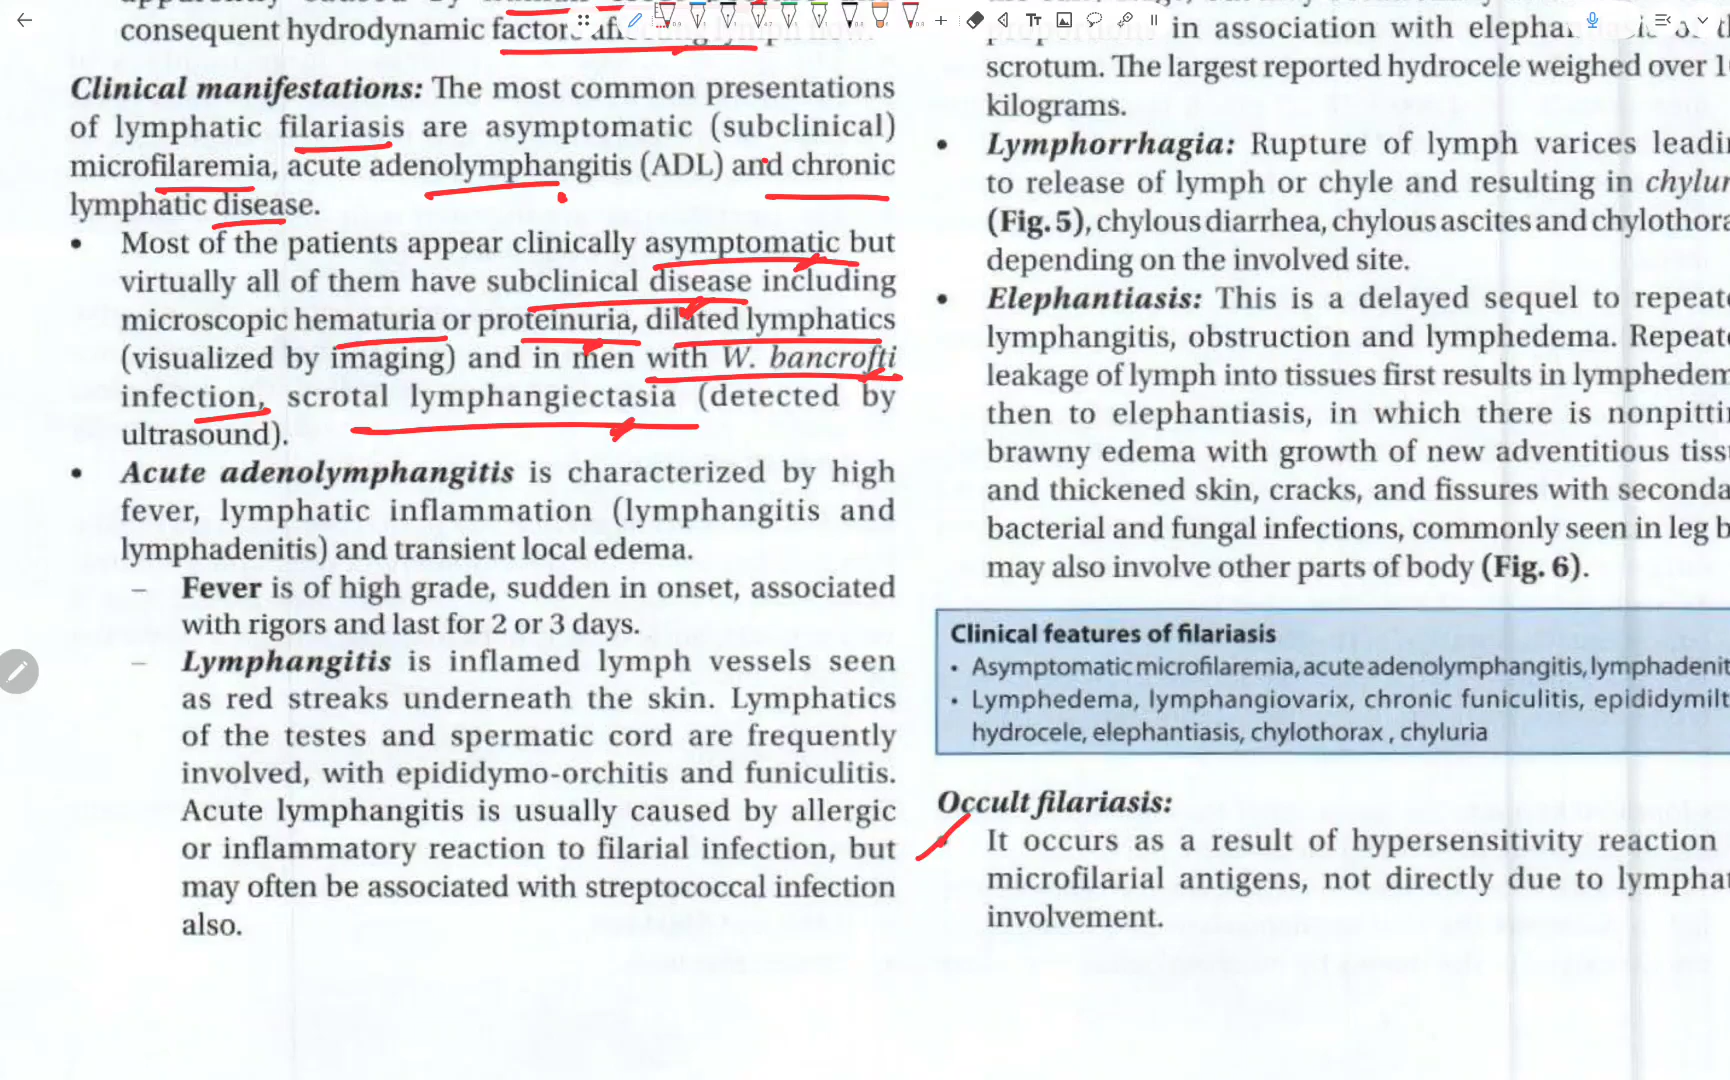 consequent hydrodynamic factors affecting lymph flow.
Clinical manifestations: The most common presentations
of lymphatic filariasis are asymptomatic (subclinical)
microfilaremia, acute adenolymphangitis (ADL) and chronic
lymphatic disease.
• Most of the patients appear clinically asymptomatic but
virtually all of them have subclinical disease including
microscopic hematuria or proteinuria, dilated lymphatics
(visualized by imaging) and in men with W. bancrofti
infection, scrotal lymphangiectasia (detected by
ultrasound).
• Acute adenolymphangitis is characterized by high
fever, lymphatic inflammation (lymphangitis and
lymphadenitis) and transient local edema.
– Fever is of high grade, sudden in onset, associated
with rigors and last for 2 or 3 days.
– Lymphangitis is inflamed lymph vessels seen
as red streaks underneath the skin. Lymphatics
of the testes and spermatic cord are frequently
involved, with epididymo-orchitis and funiculitis.
Acute lymphangitis is usually caused by allergic
or inflammatory reaction to filarial infection, but
may often be associated with streptococcal infection
also.
in association with elephan
scrotum. The largest reported hydrocele weighed over 1
kilograms.
• Lymphorrhagia: Rupture of lymph varices leadi
to release of lymph or chyle and resulting in chylur
(Fig. 5), chylous diarrhea, chylous ascites and chylothora
depending on the involved site.
• Elephantiasis: This is a delayed sequel to repeate
lymphangitis, obstruction and lymphedema. Repeate
leakage of lymph into tissues first results in lymphedem
then to elephantiasis, in which there is nonpitti
brawny edema with growth of new adventitious tiss
and thickened skin, cracks, and fissures with seconda
bacterial and fungal infections, commonly seen in leg b
may also involve other parts of body (Fig. 6).
Clinical features of filariasis
• Asymptomatic microfilaremia, acute adenolymphangitis, lymphadenit
• Lymphedema, lymphangiovarix, chronic funiculitis, epididymit
hydrocele, elephantiasis, chylothorax , chyluria
Occult filariasis:
It occurs as a result of hypersensitivity reaction
microfilarial antigens, not directly due to lymphat
involvement.